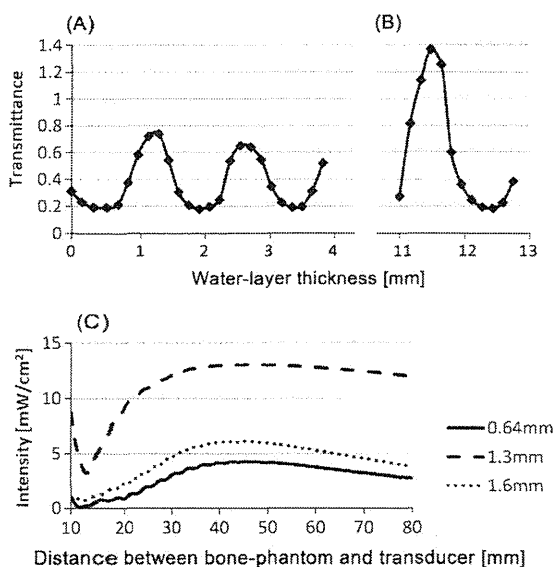 (A)
(B)
Transmittance
1.4
1.2
1
0.8
0.6
0.4
0.2
0
0 1 2 3 4
11 12 13
Water-layer thickness [mm]
(C)
Intensity [mW/cm²]
15
10
5
0
10 20 30 40 50 60 70 80
0.64mm
1.3mm
1.6mm
Distance between bone-phantom and transducer [mm]